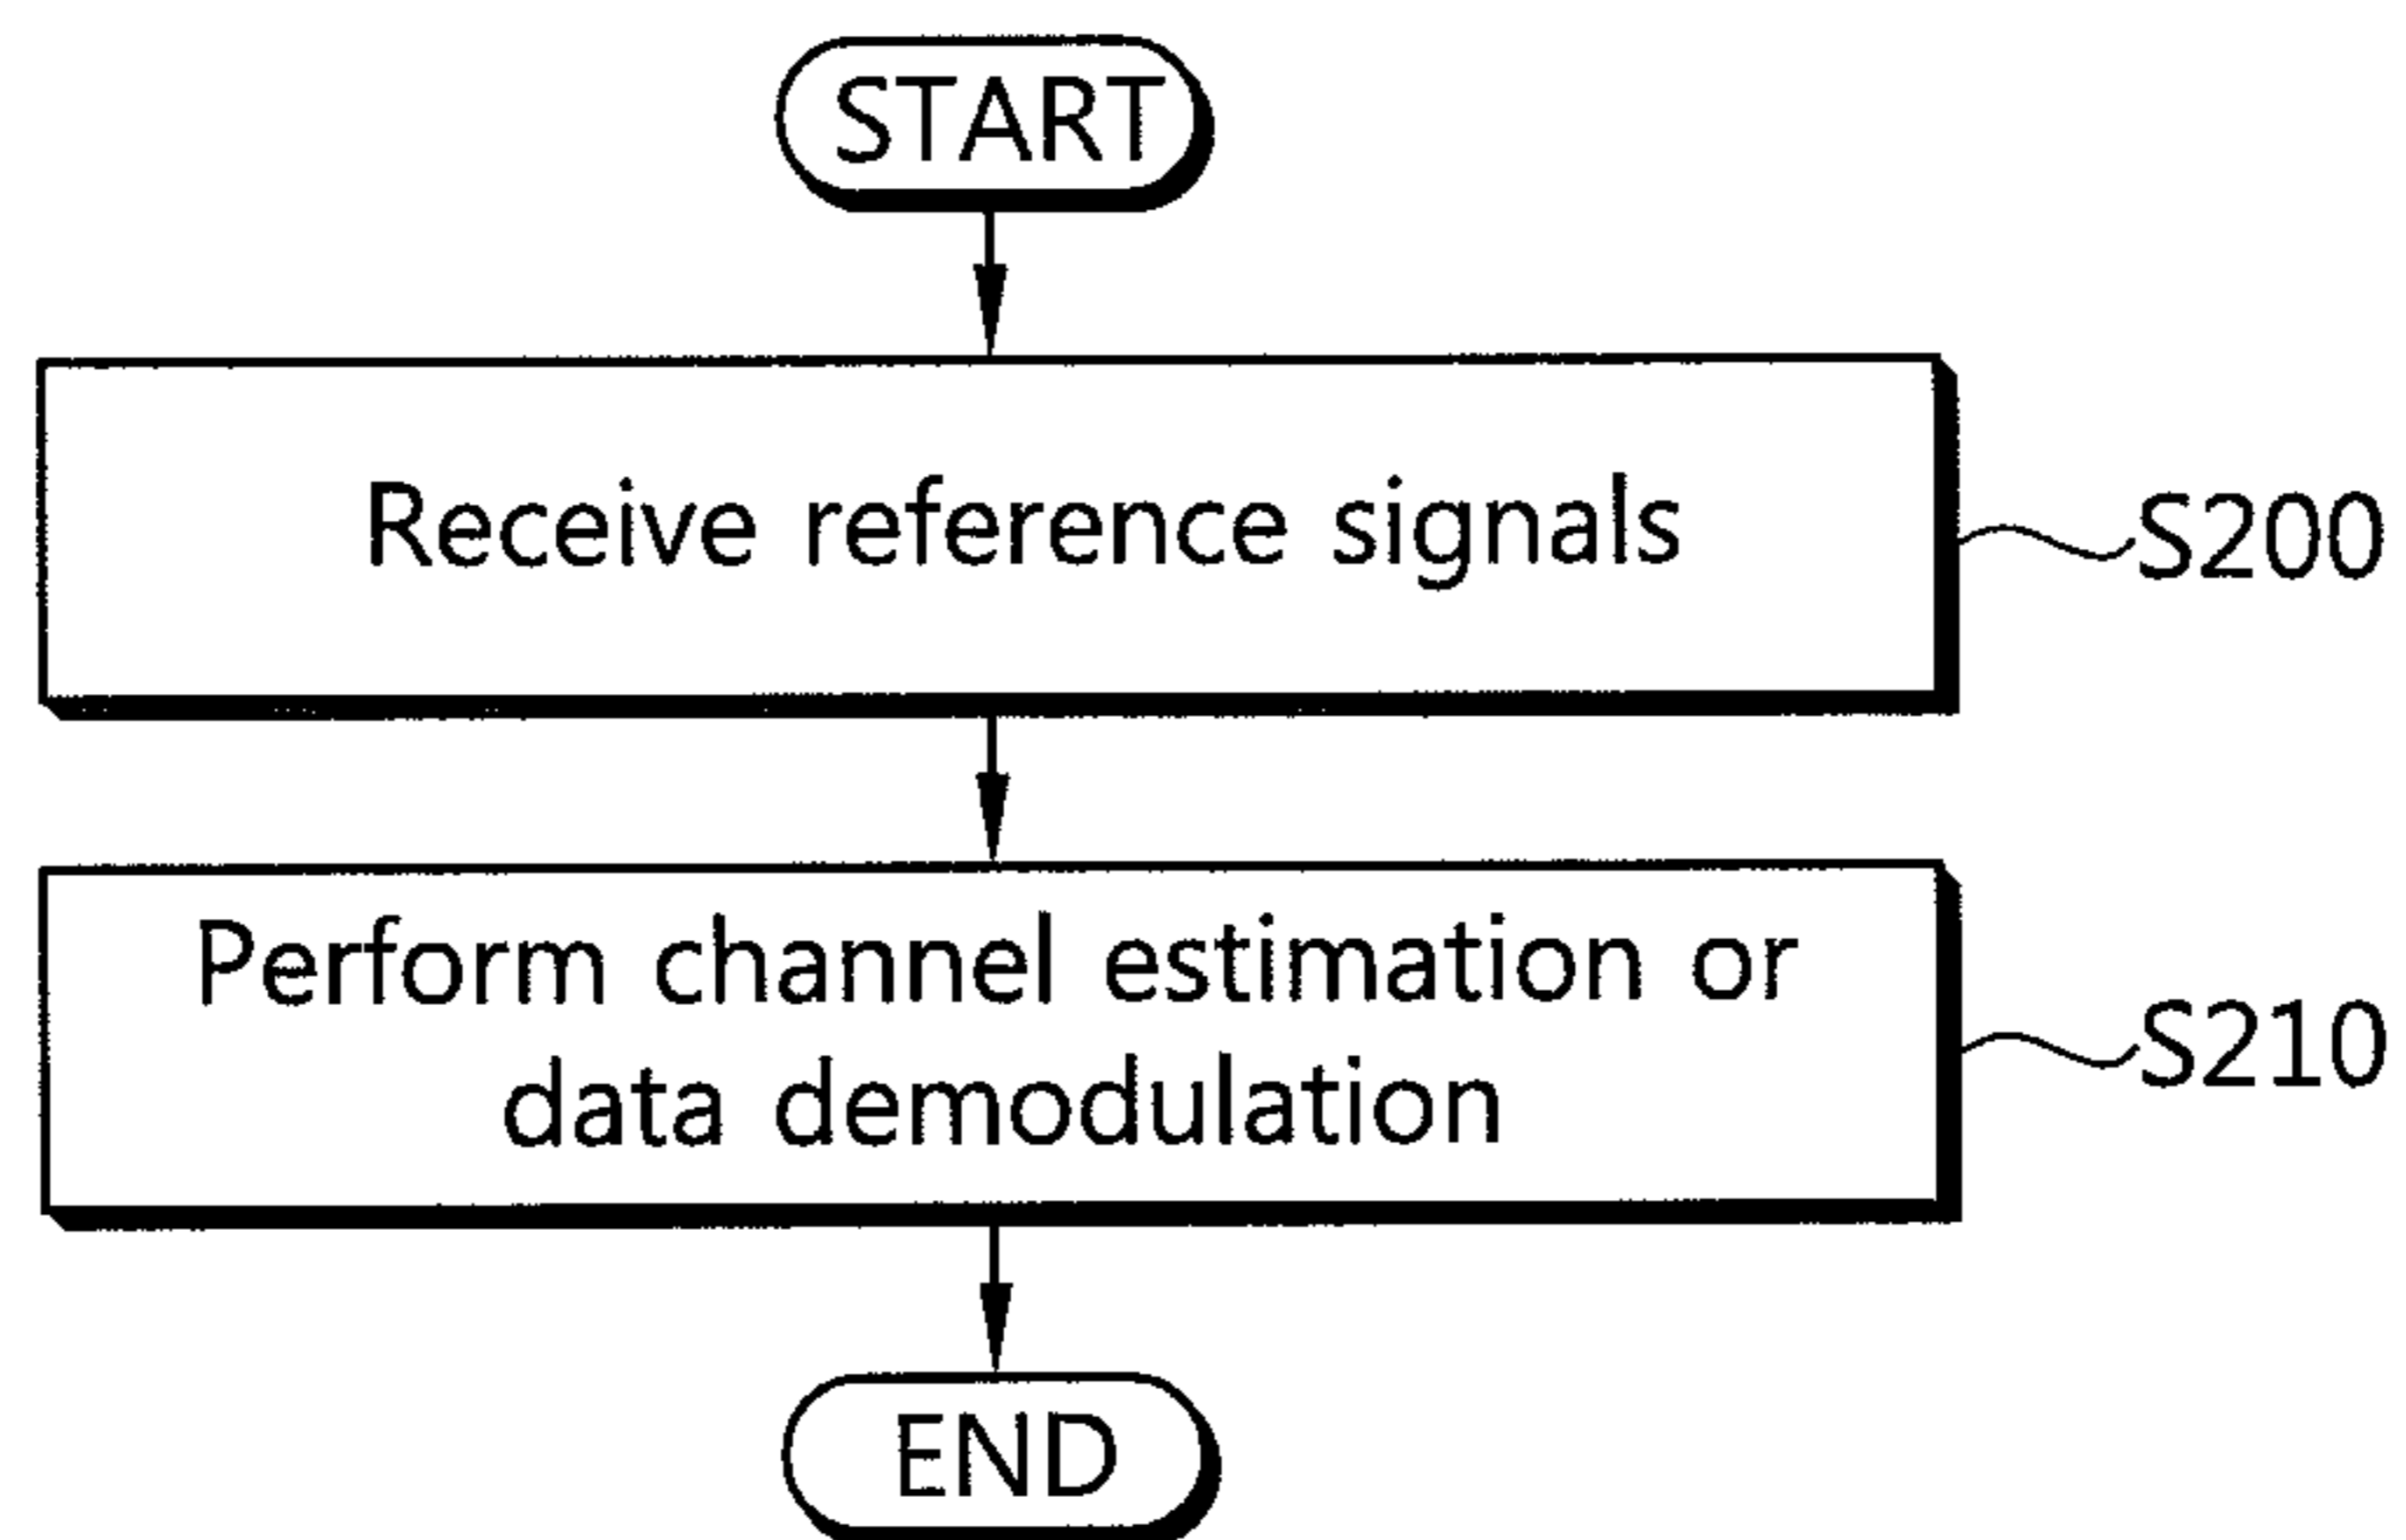 START
Receive reference signals
S200
Perform channel estimation or
data demodulation
S210
END